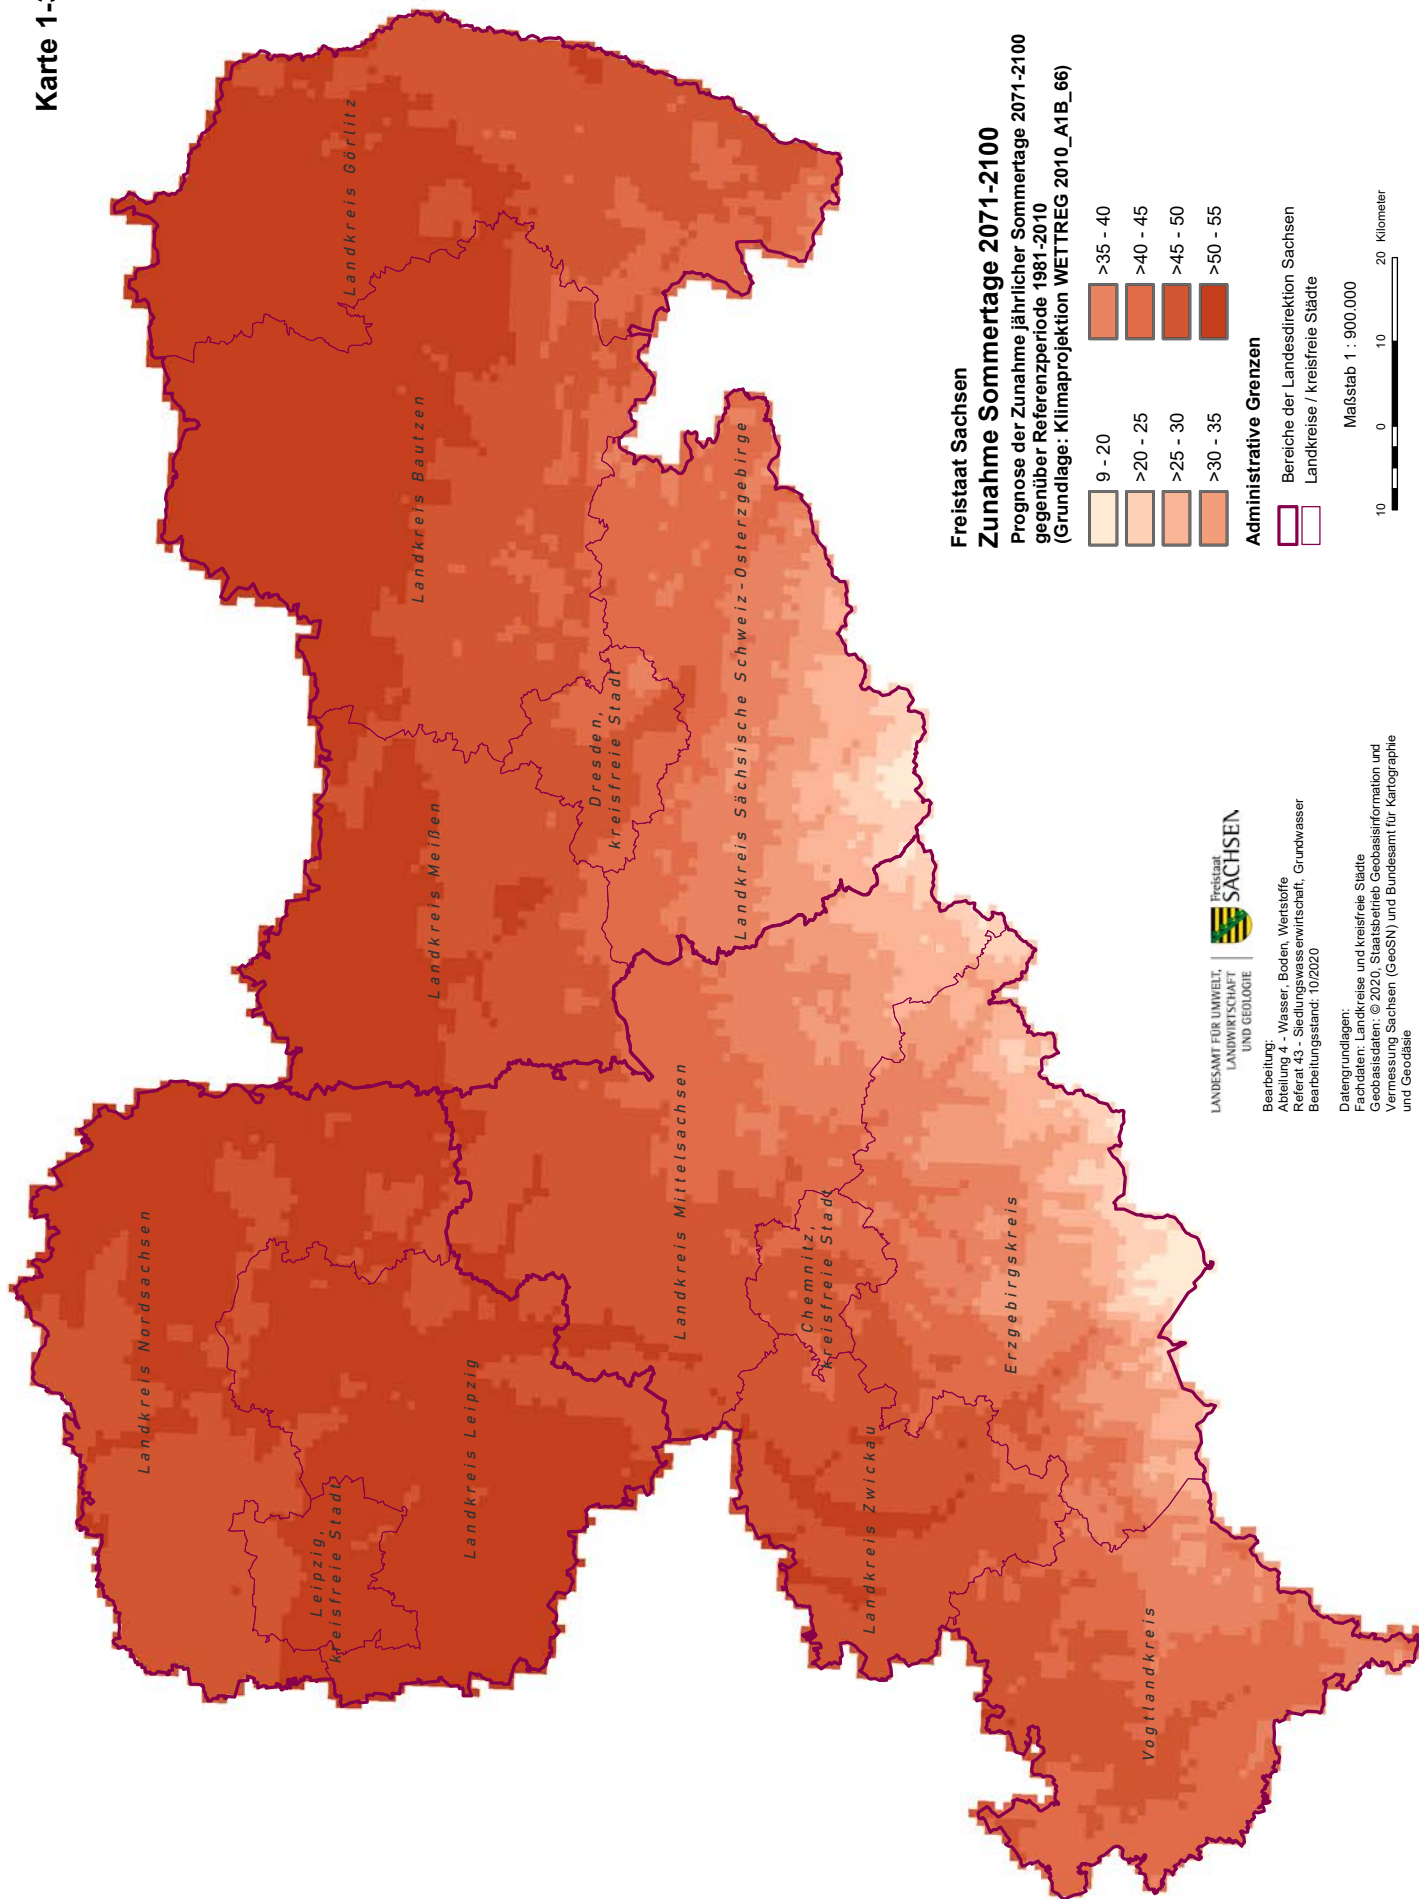 Karte 1-
Landkreis Görlitz
Landkreis Bautzen
Landkreis Nordsachsen
Landkreis Meißen
Leipzig,
kreisfreie Stadt
Landkreis Leipzig
Dresden,
kreisfreie Stadt
Landkreis Mittelsachsen
Landkreis Sächsische Schweiz-Osterzgebirge
Chemnitz,
kreisfreie Stadt
Landkreis Zwickau
Erzgebirgskreis
Vogtlandkreis
Freistaat Sachsen
Zunahme Sommertage 2071-2100
Prognose der Zunahme jährlicher Sommertage 2071-2100
gegenüber Referenzperiode 1981-2010
(Grundlage: Klimaprojektion WETTREG 2010_A1B_66)
9 - 20
>20 - 25
>25 - 30
>30 - 35
>35 - 40
>40 - 45
>45 - 50
>50 - 55
Administrative Grenzen
Bereiche der Landesdirektion Sachsen
Landkreise / kreisfreie Städte
Maßstab 1 : 900.000
10 0 10 20 Kilometer
LANDESAMT FÜR UMWELT,
LANDWIRTSCHAFT
UND GEOLOGIE
Freistaat
SACHSEN
Bearbeitung:
Abteilung 4 - Wasser, Boden, Wertstoffe
Referat 43 - Siedlungswasserwirtschaft, Grundwasser
Bearbeitungsstand: 10/2020
Datengrundlagen:
Fachdaten: Landkreise und kreisfreie Städte
Geobasisdaten: © 2020, Staatsbetrieb Geobasisinformation und
Vermessung Sachsen (GeoSN) und Bundesamt für Kartographie
und Geodäsie